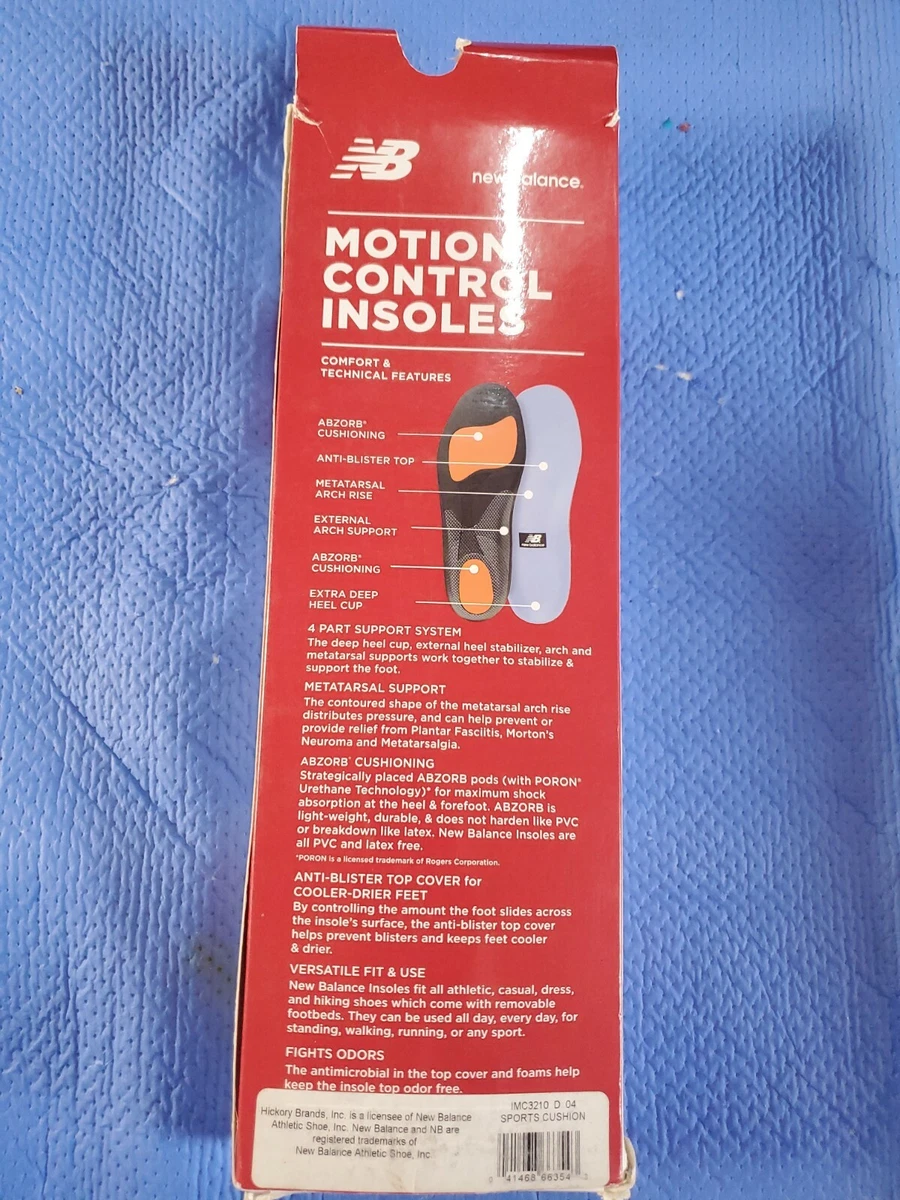 NB
new balance.
MOTION
CONTROL
INSOLES
COMFORT &
TECHNICAL FEATURES
ABZORB®
CUSHIONING
ANTI-BLISTER TOP
METATARSAL
ARCH RISE
EXTERNAL
ARCH SUPPORT
ABZORB®
CUSHIONING
EXTRA DEEP
HEEL CUP
NB
4 PART SUPPORT SYSTEM
The deep heel cup, external heel stabilizer, arch and
metatarsal supports work together to stabilize &
support the foot.
METATARSAL SUPPORT
The contoured shape of the metatarsal arch rise
distributes pressure, and can help prevent or
provide relief from Plantar Fasciitis, Morton's
Neuroma and Metatarsalgia.
ABZORB® CUSHIONING
Strategically placed ABZORB pods (with PORON®
Urethane Technology)* for maximum shock
absorption at the heel & forefoot. ABZORB is
light-weight, durable, & does not harden like PVC
or breakdown like latex. New Balance Insoles are
all PVC and latex free.
*PORON is a licensed trademark of Rogers Corporation.
ANTI-BLISTER TOP COVER for
COOLER-DRIER FEET
By controlling the amount the foot slides across
the insole's surface, the anti-blister top cover
helps prevent blisters and keeps feet cooler
& drier.
VERSATILE FIT & USE
New Balance Insoles fit all athletic, casual, dress,
and hiking shoes which come with removable
footbeds. They can be used all day, every day, for
standing, walking, running, or any sport.
FIGHTS ODORS
The antimicrobial in the top cover and foams help
keep the insole top odor free.
Hickory Brands, Inc. is a licensee of New Balance
Athletic Shoe, Inc. New Balance and NB are
registered trademarks of
New Balance Athletic Shoe, Inc.
IMC3210 D 04
SPORTS CUSHION
0 41468 66354